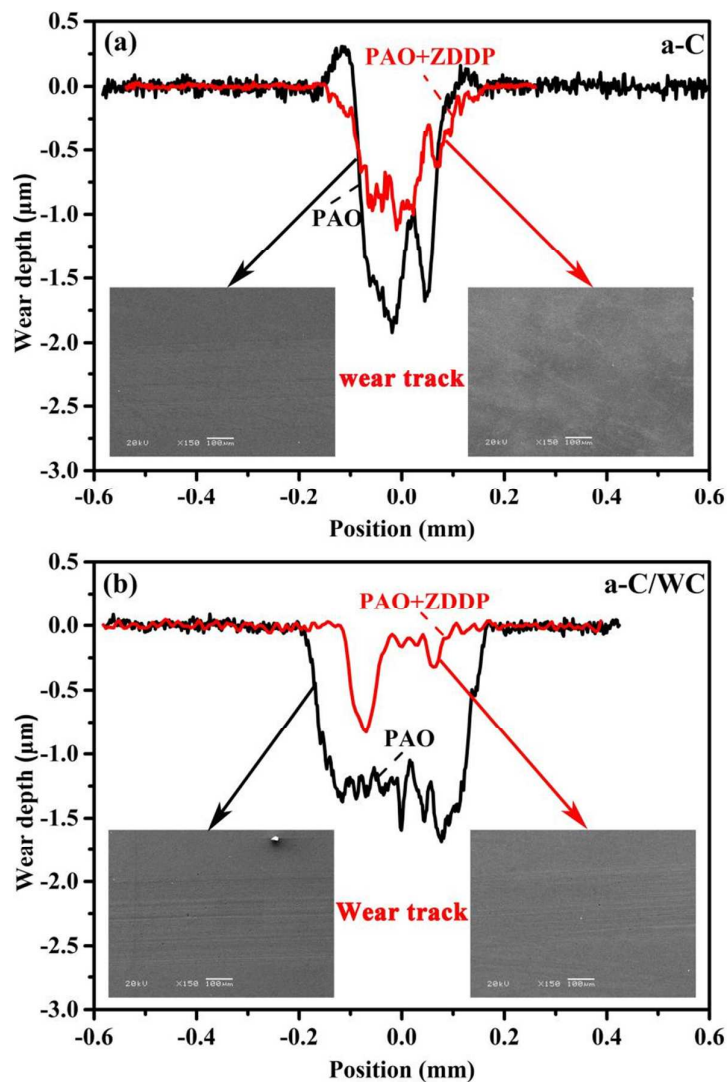 (a)
a-C
PAO+ZDDP
PAO
wear track
20kV X150 100μm
20kV X150 100μm
Wear depth (μm)
0.5
0.0
-0.5
-1.0
-1.5
-2.0
-2.5
-3.0
-0.6 -0.4 -0.2 0.0 0.2 0.4 0.6
Position (mm)
(b)
a-C/WC
PAO+ZDDP
PAO
Wear track
20kV X150 100μm
20kV X150 100μm
Wear depth (μm)
0.5
0.0
-0.5
-1.0
-1.5
-2.0
-2.5
-3.0
-0.6 -0.4 -0.2 0.0 0.2 0.4 0.6
Position (mm)